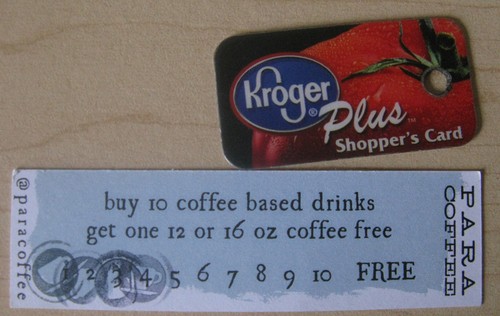 Kroger
Plus
Shopper's Card
@paracoffee
buy 10 coffee based drinks
get one 12 or 16 oz coffee free
1 2 3 4 5 6 7 8 9 10 FREE
PARA
COFFEE